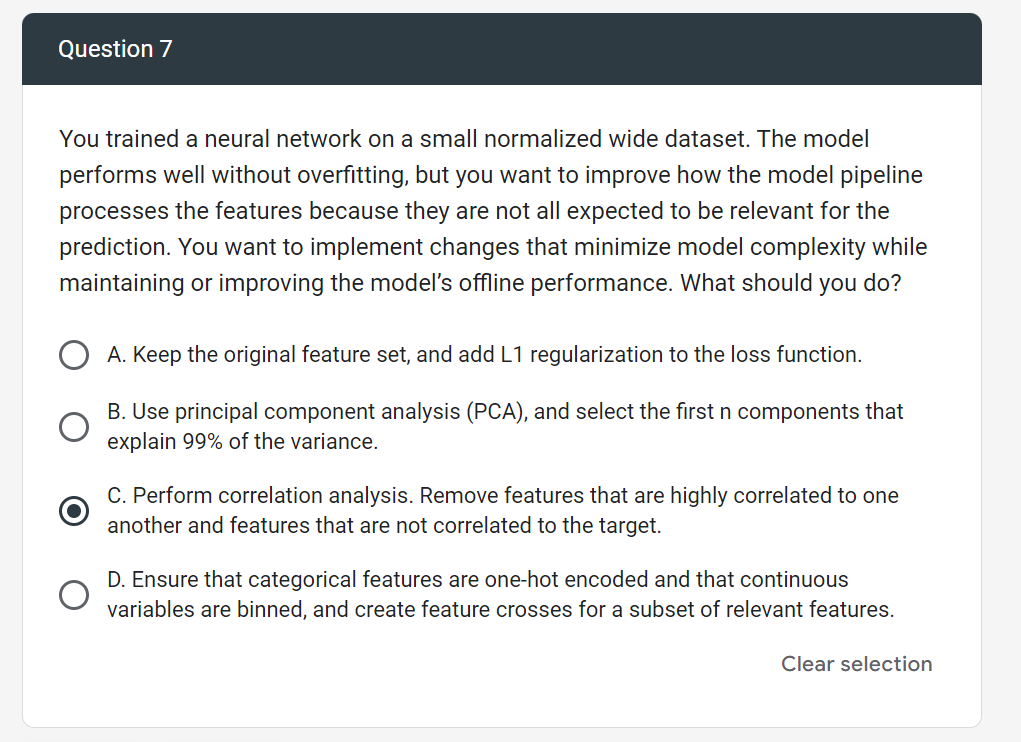 Question 7
You trained a neural network on a small normalized wide dataset. The model
performs well without overfitting, but you want to improve how the model pipeline
processes the features because they are not all expected to be relevant for the
prediction. You want to implement changes that minimize model complexity while
maintaining or improving the model’s offline performance. What should you do?
A. Keep the original feature set, and add L1 regularization to the loss function.
B. Use principal component analysis (PCA), and select the first n components that
explain 99% of the variance.
C. Perform correlation analysis. Remove features that are highly correlated to one
another and features that are not correlated to the target.
D. Ensure that categorical features are one-hot encoded and that continuous
variables are binned, and create feature crosses for a subset of relevant features.
Clear selection